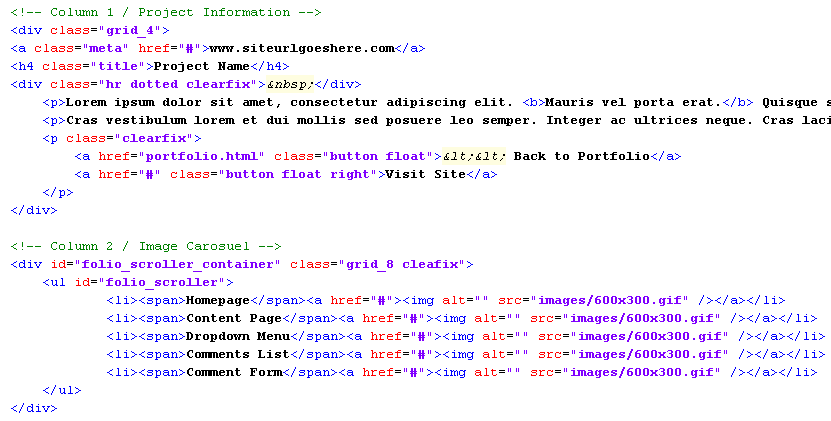 <!-- Column 1 / Project Information -->
<div class="grid_4">
<a class="meta" href="#">www.siteurlgoeshere.com</a>
<h4 class="title">Project Name</h4>
<div class="hr dotted clearfix">&nbsp;</div>
<p>Lorem ipsum dolor sit amet, consectetur adipiscing elit. <b>Mauris vel porta erat.</b> Quisque s
<p>Cras vestibulum lorem et dui mollis sed posuere leo semper. Integer ac ultrices neque. Cras laci
<p class="clearfix">
<a href="portfolio.html" class="button float">&lt;&lt; Back to Portfolio</a>
<a href="#" class="button float right">Visit Site</a>
</p>
</div>
<!-- Column 2 / Image Carosuel -->
<div id="folio_scroller_container" class="grid_8 cleafix">
<ul id="folio_scroller">
<li><span>Homepage</span><a href="#"><img alt="" src="images/600x300.gif" /></a></li>
<li><span>Content Page</span><a href="#"><img alt="" src="images/600x300.gif" /></a></li>
<li><span>Dropdown Menu</span><a href="#"><img alt="" src="images/600x300.gif" /></a></li>
<li><span>Comments List</span><a href="#"><img alt="" src="images/600x300.gif" /></a></li>
<li><span>Comment Form</span><a href="#"><img alt="" src="images/600x300.gif" /></a></li>
</ul>
</div>